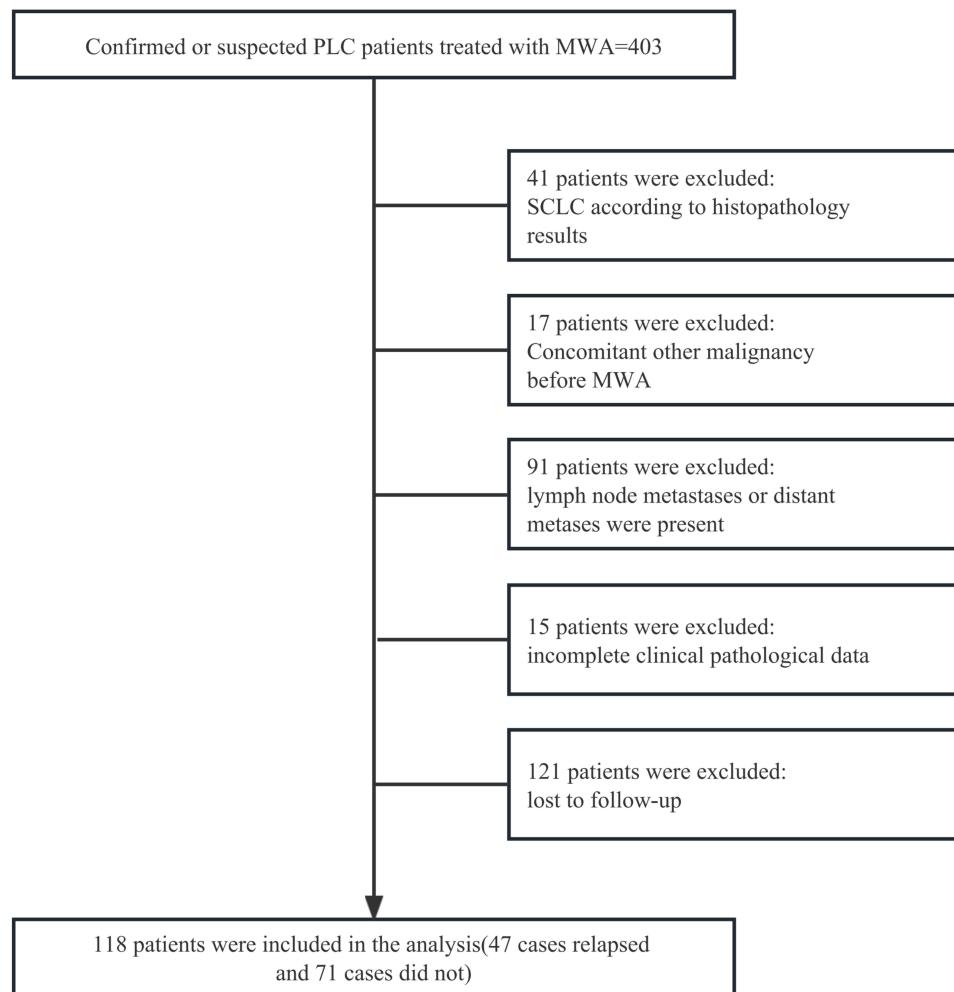 Confirmed or suspected PLC patients treated with MWA=403
41 patients were excluded:
SCLC according to histopathology
results
17 patients were excluded:
Concomitant other malignancy
before MWA
91 patients were excluded:
lymph node metastases or distant
metases were present
15 patients were excluded:
incomplete clinical pathological data
121 patients were excluded:
lost to follow-up
118 patients were included in the analysis(47 cases relapsed
and 71 cases did not)